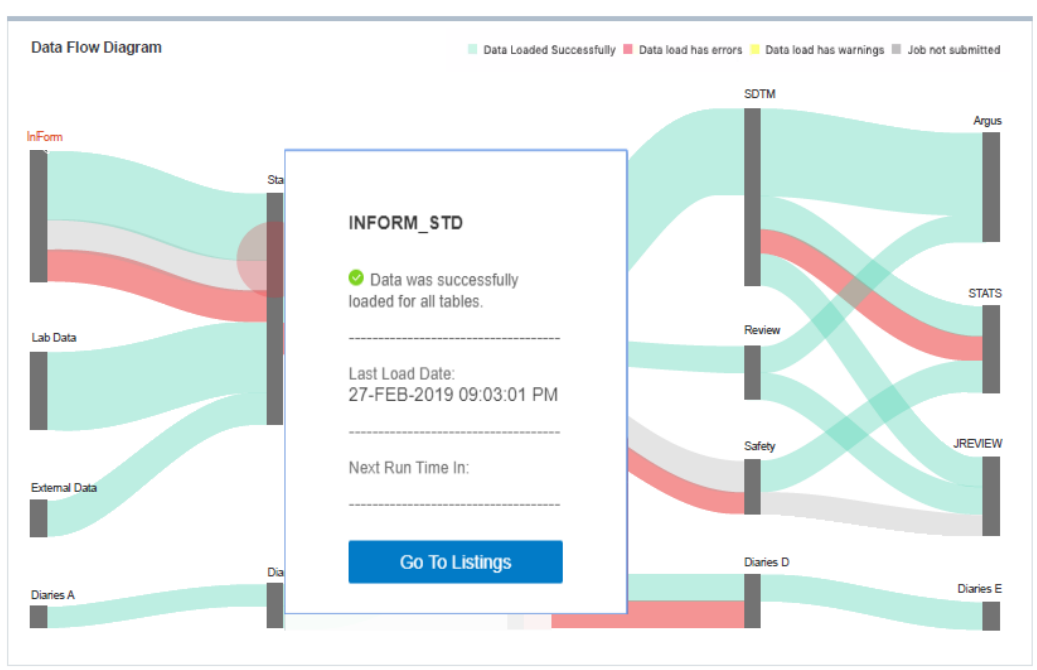 Data Flow Diagram
Data Loaded Successfully Data load has errors Data load has warnings Job not submitted
SDTM
Argus
InForm
Sta
INFORM_STD
Data was successfully
loaded for all tables.
------------------------------------
Last Load Date:
27-FEB-2019 09:03:01 PM
------------------------------------
Next Run Time In:
------------------------------------
Go To Listings
STATS
Lab Data
Review
Safety
JREVIEW
External Data
Diaries A
Dia
Diaries D
Diaries E